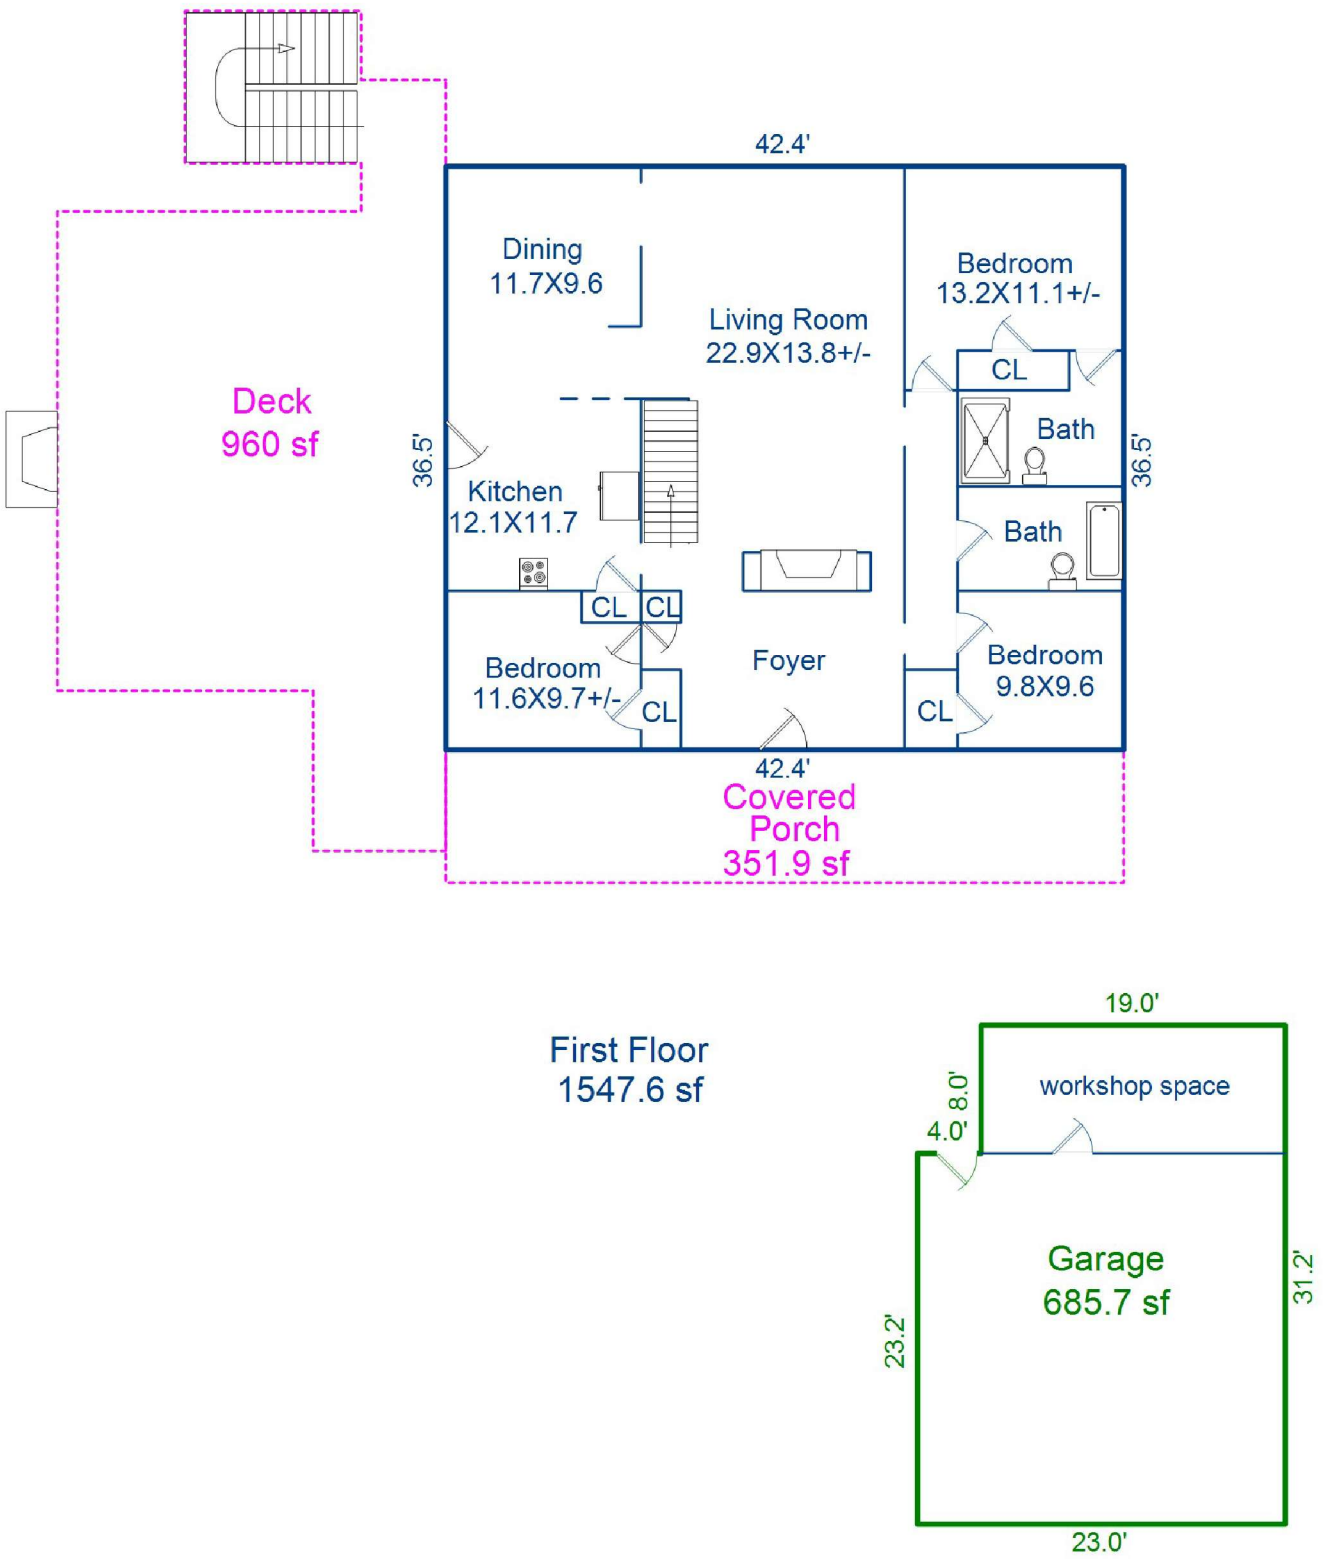 42.4'
Dining
11.7X9.6
Bedroom
13.2X11.1+/-
Living Room
22.9X13.8+/-
CL
Deck
960 sf
36.5'
Bath
36.5'
Kitchen
12.1X11.7
Bath
CL
CL
Foyer
Bedroom
11.6X9.7+/-
Bedroom
9.8X9.6
CL
CL
42.4'
Covered
Porch
351.9 sf
First Floor
1547.6 sf
19.0'
8.0'
workshop space
4.0'
Garage
685.7 sf
31.2'
23.2'
23.0'